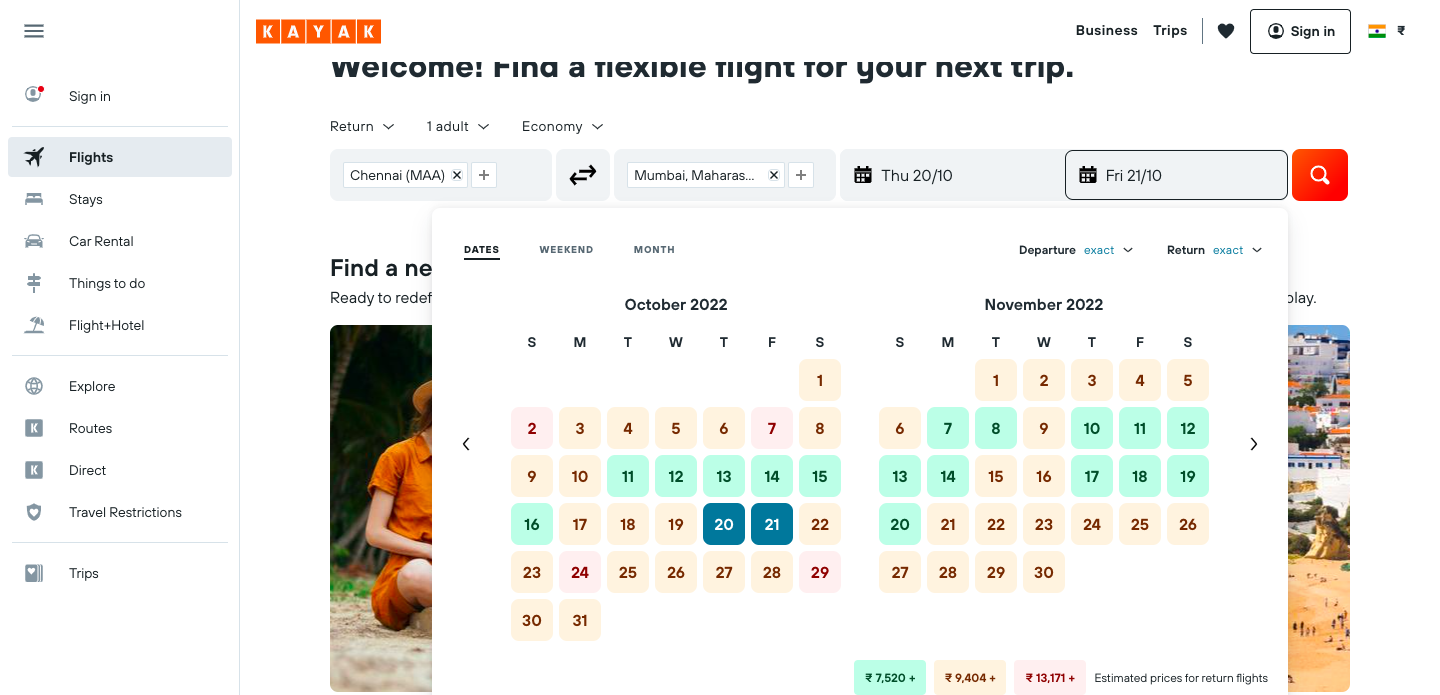 KAYAK
Business
Trips
Sign in
₹
Sign in
Flights
Stays
Car Rental
Things to do
Flight+Hotel
Explore
Routes
Direct
Travel Restrictions
Trips
Welcome! Find a flexible flight for your next trip.
Return
1 adult
Economy
Chennai (MAA)
Mumbai, Maharas...
Thu 20/10
Fri 21/10
Find a ne
Ready to redef
play.
DATES
WEEKEND
MONTH
Departure exact
Return exact
October 2022
S M T W T F S
1
2 3 4 5 6 7 8
9 10 11 12 13 14 15
16 17 18 19 20 21 22
23 24 25 26 27 28 29
30 31
November 2022
S M T W T F S
1 2 3 4 5
6 7 8 9 10 11 12
13 14 15 16 17 18 19
20 21 22 23 24 25 26
27 28 29 30
₹ 7,520 +
₹ 9,404 +
₹ 13,171 +
Estimated prices for return flights